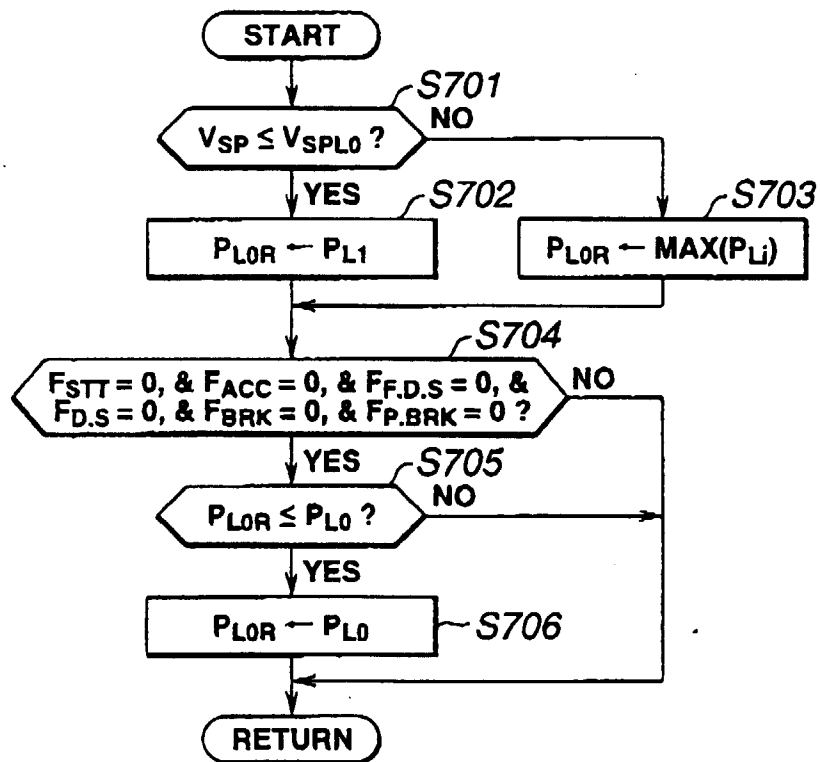 START
S701
V_SP ≤ V_SPL0 ?
NO
YES
S702
S703
P_L0R ← P_L1
P_L0R ← MAX(P_Li)
S704
F_STT = 0, & F_ACC = 0, & F_F.D.S = 0, &
F_D.S = 0, & F_BRK = 0, & F_P.BRK = 0 ?
NO
YES
S705
P_L0R ≤ P_L0 ?
NO
YES
P_L0R ← P_L0
S706
RETURN